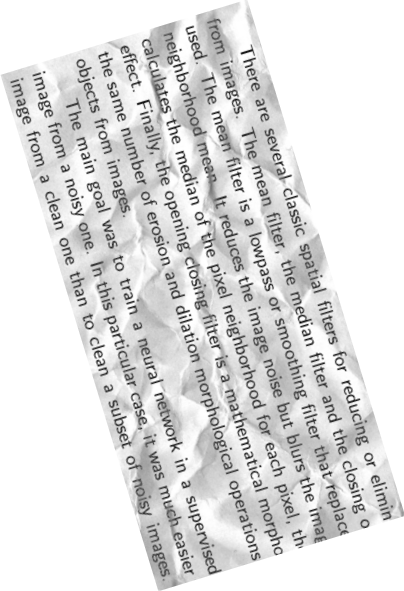 There are several classic spatial filters for reducing or elimin
from images. The mean filter, the median filter and the closing o
used. The mean filter is a lowpass or smoothing filter that replace
neighborhood mean. It reduces the image noise but blurs the imag
calculates the median of the pixel neighborhood for each pixel, th
effect. Finally, the opening closing filter is a mathematical morpho
the same number of erosion and dilation morphological operations
objects from images.
The main goal was to train a neural network in a supervised
image from a noisy one. In this particular case, it was much easier
image from a clean one than to clean a subset of noisy images.